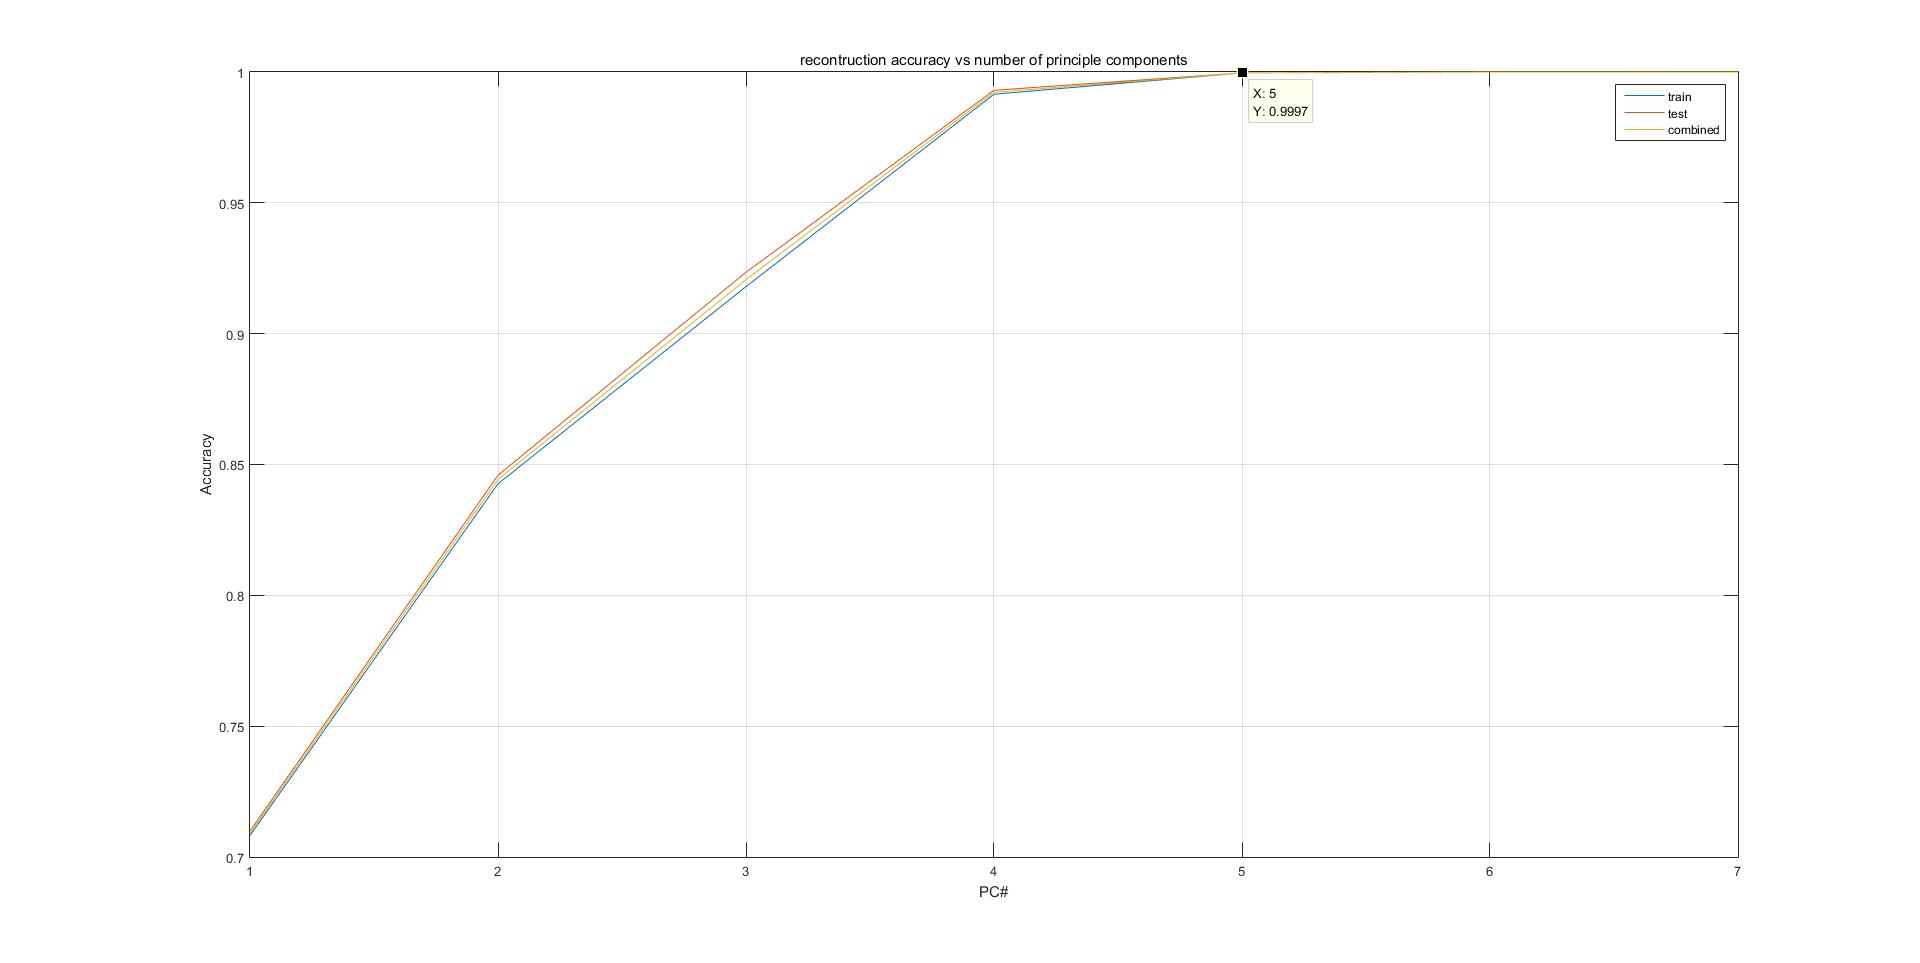 recontruction accuracy vs number of principle components
1
0.95
0.9
0.85
0.8
0.75
0.7
Accuracy
X: 5
Y: 0.9997
train
test
combined
1 2 3 4 5 6 7
PC#